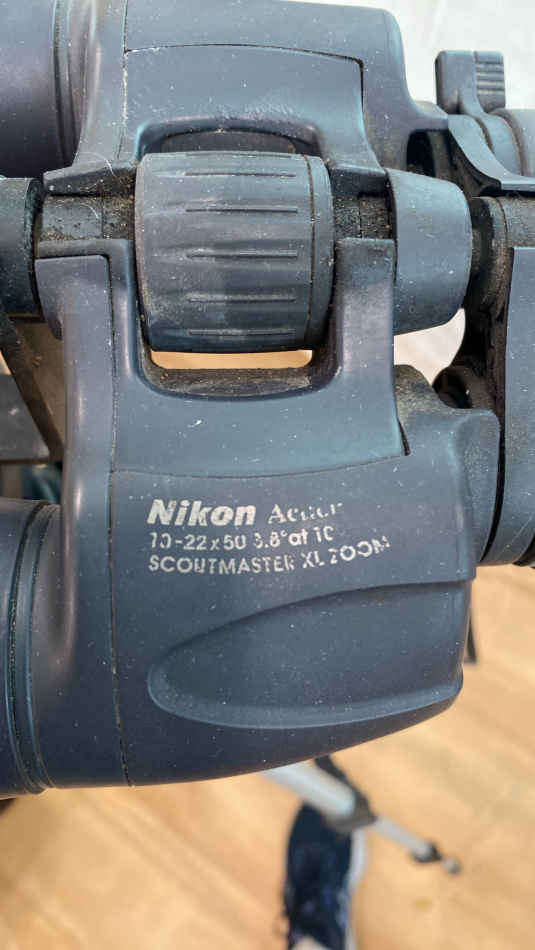 Nikon Action
10-22x50 3.8° at 10
SCOUTMASTER XL ZOOM